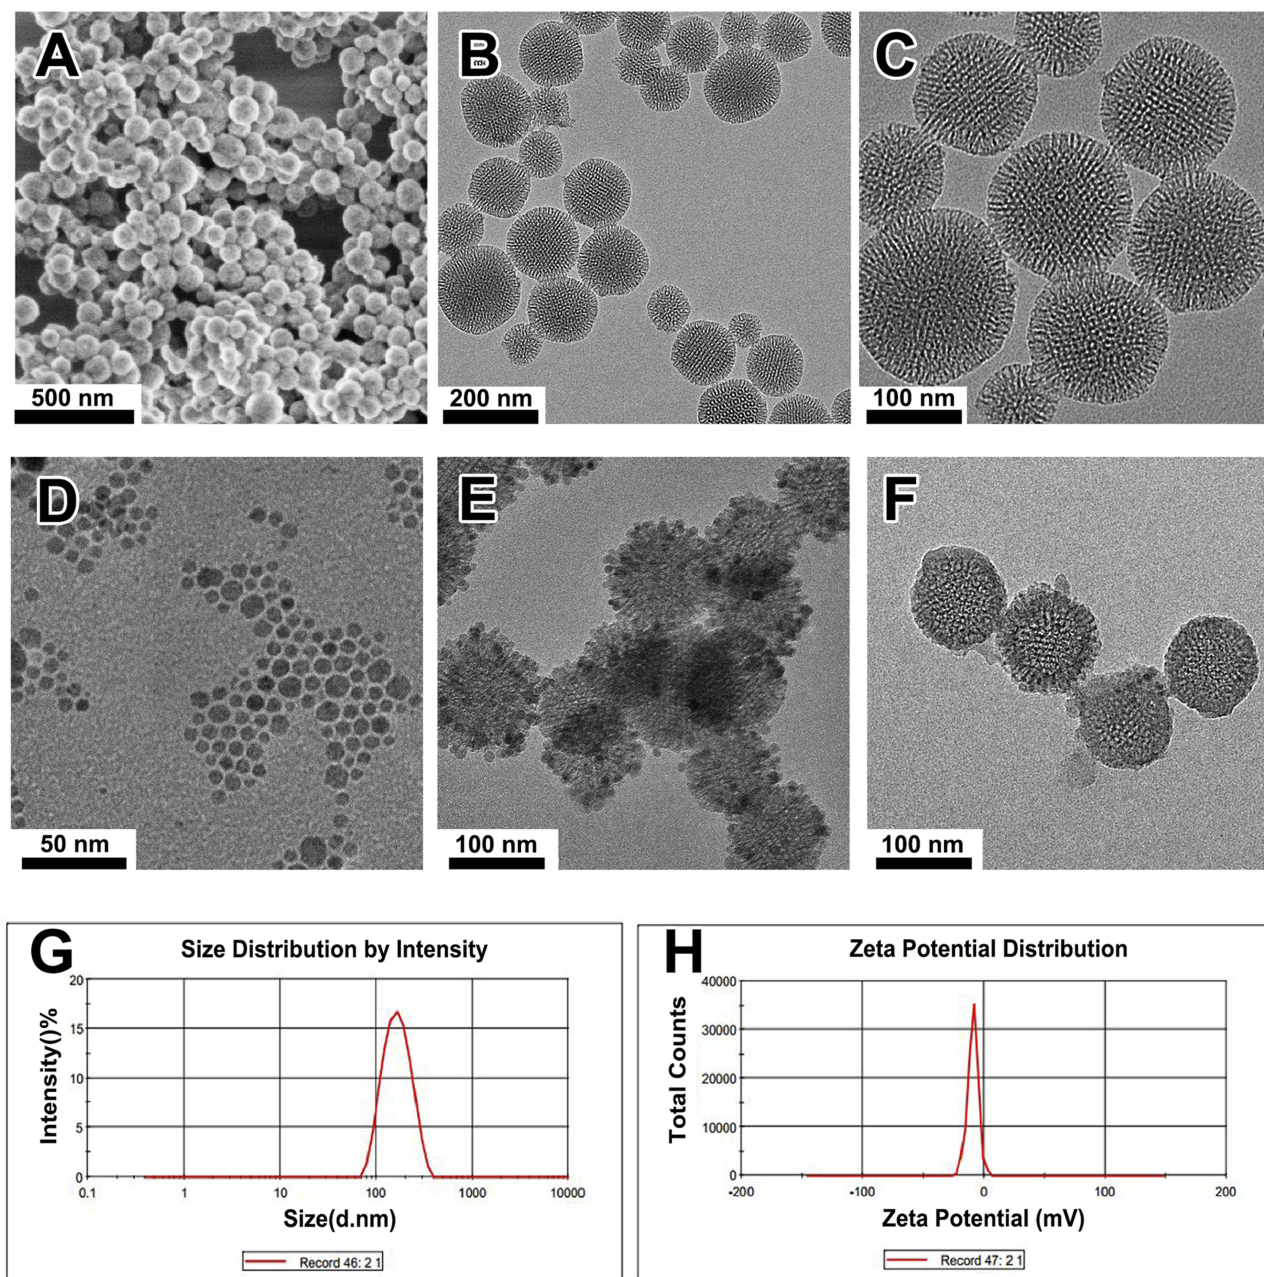 A
B
C
500 nm
200 nm
100 nm
D
E
F
50 nm
100 nm
100 nm
G
Size Distribution by Intensity
Intensity()%
20
15
10
5
0
0.1 1 10 100 1000 10000
Size(d.nm)
Record 46: 2 1
H
Zeta Potential Distribution
Total Counts
40000
30000
20000
10000
0
-200 -100 0 100 200
Zeta Potential (mV)
Record 47: 2 1